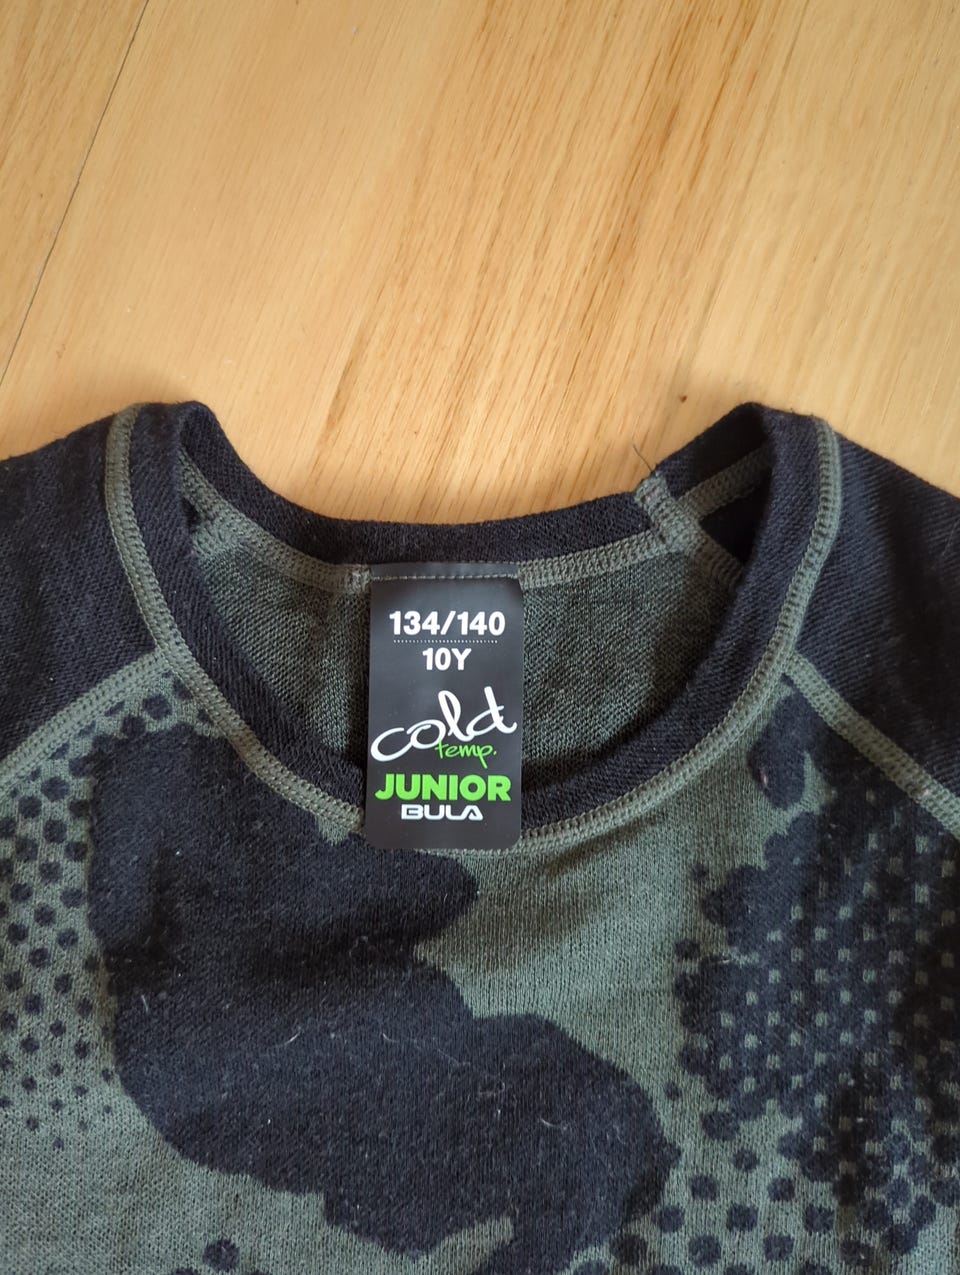 134/140
10Y
cold
temp.
JUNIOR
BULA